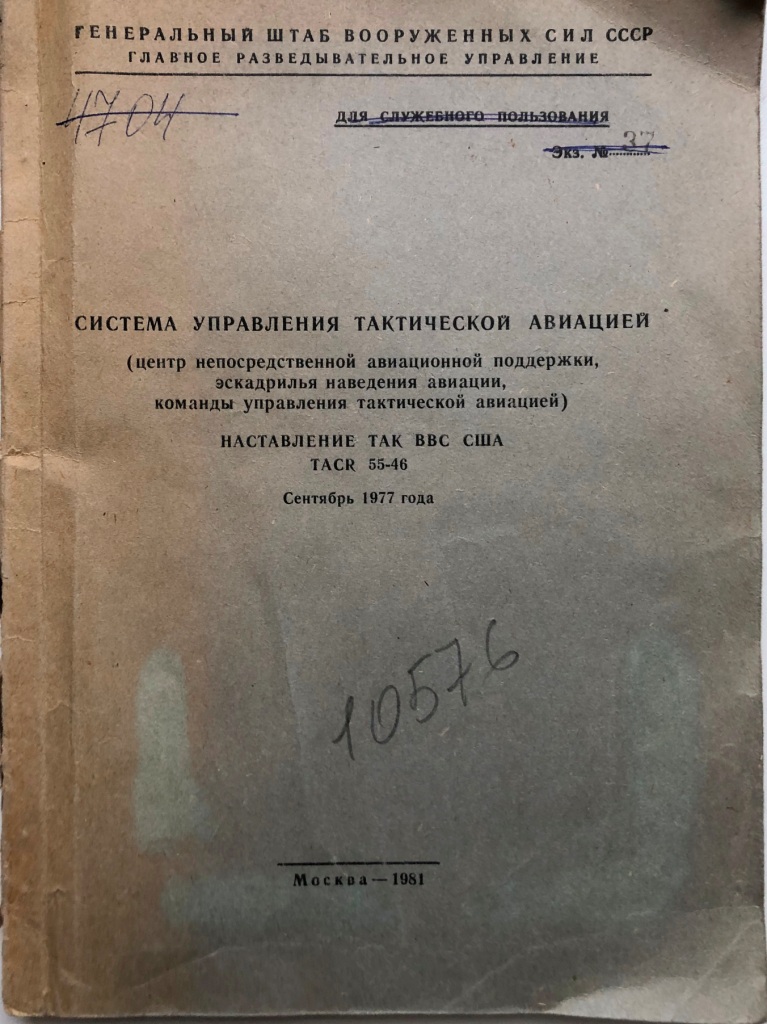 ГЕНЕРАЛЬНЫЙ ШТАБ ВООРУЖЕННЫХ СИЛ СССР
ГЛАВНОЕ РАЗВЕДЫВАТЕЛЬНОЕ УПРАВЛЕНИЕ
4704
ДЛЯ СЛУЖЕБНОГО ПОЛЬЗОВАНИЯ
Экз. № 37
СИСТЕМА УПРАВЛЕНИЯ ТАКТИЧЕСКОЙ АВИАЦИЕЙ
(центр непосредственной авиационной поддержки,
эскадрилья наведения авиации,
команды управления тактической авиацией)
НАСТАВЛЕНИЕ ТАК ВВС США
TACR 55-46
Сентябрь 1977 года
10576
Москва — 1981